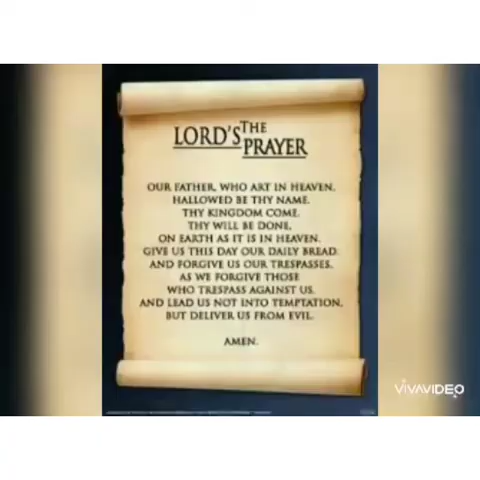 THE
LORD'S PRAYER
OUR FATHER, WHO ART IN HEAVEN,
HALLOWED BE THY NAME.
THY KINGDOM COME.
THY WILL BE DONE,
ON EARTH AS IT IS IN HEAVEN.
GIVE US THIS DAY OUR DAILY BREAD.
AND FORGIVE US OUR TRESPASSES,
AS WE FORGIVE THOSE
WHO TRESPASS AGAINST US.
AND LEAD US NOT INTO TEMPTATION,
BUT DELIVER US FROM EVIL.
AMEN.
VIVAVIDEO